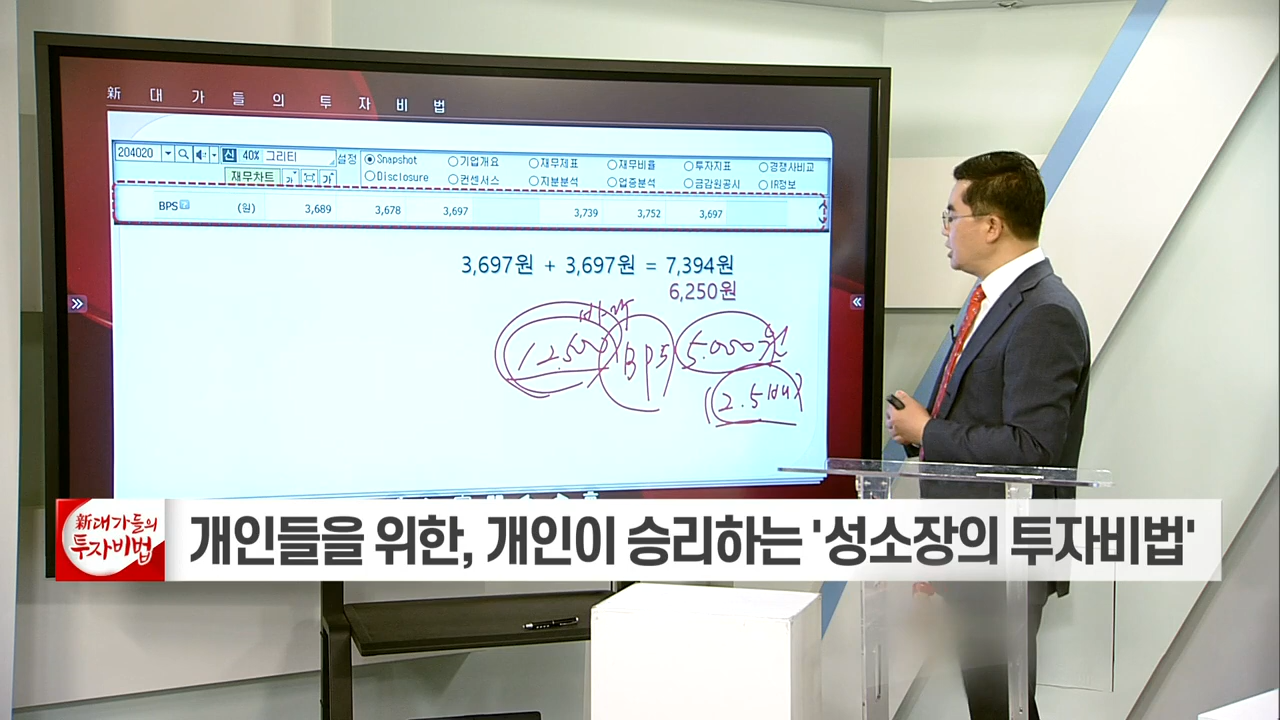 新 대 가 들 의 투 자 비 법
204020 신 40% 그리티 설정 Snapshot 기업개요 재무제표 재무비율 투자지표 경쟁사비교
재무차트 가 가 Disclosure 컨센서스 지분분석 업종분석 금감원공시 IR정보
BPS (원) 3,689 3,678 3,697 3,739 3,752 3,697
3,697원 + 3,697원 = 7,394원
6,250원
12.500 BPS 5.000원
2.5배
新대가들의
투자비법
개인들을 위한, 개인이 승리하는 '성소장의 투자비법'